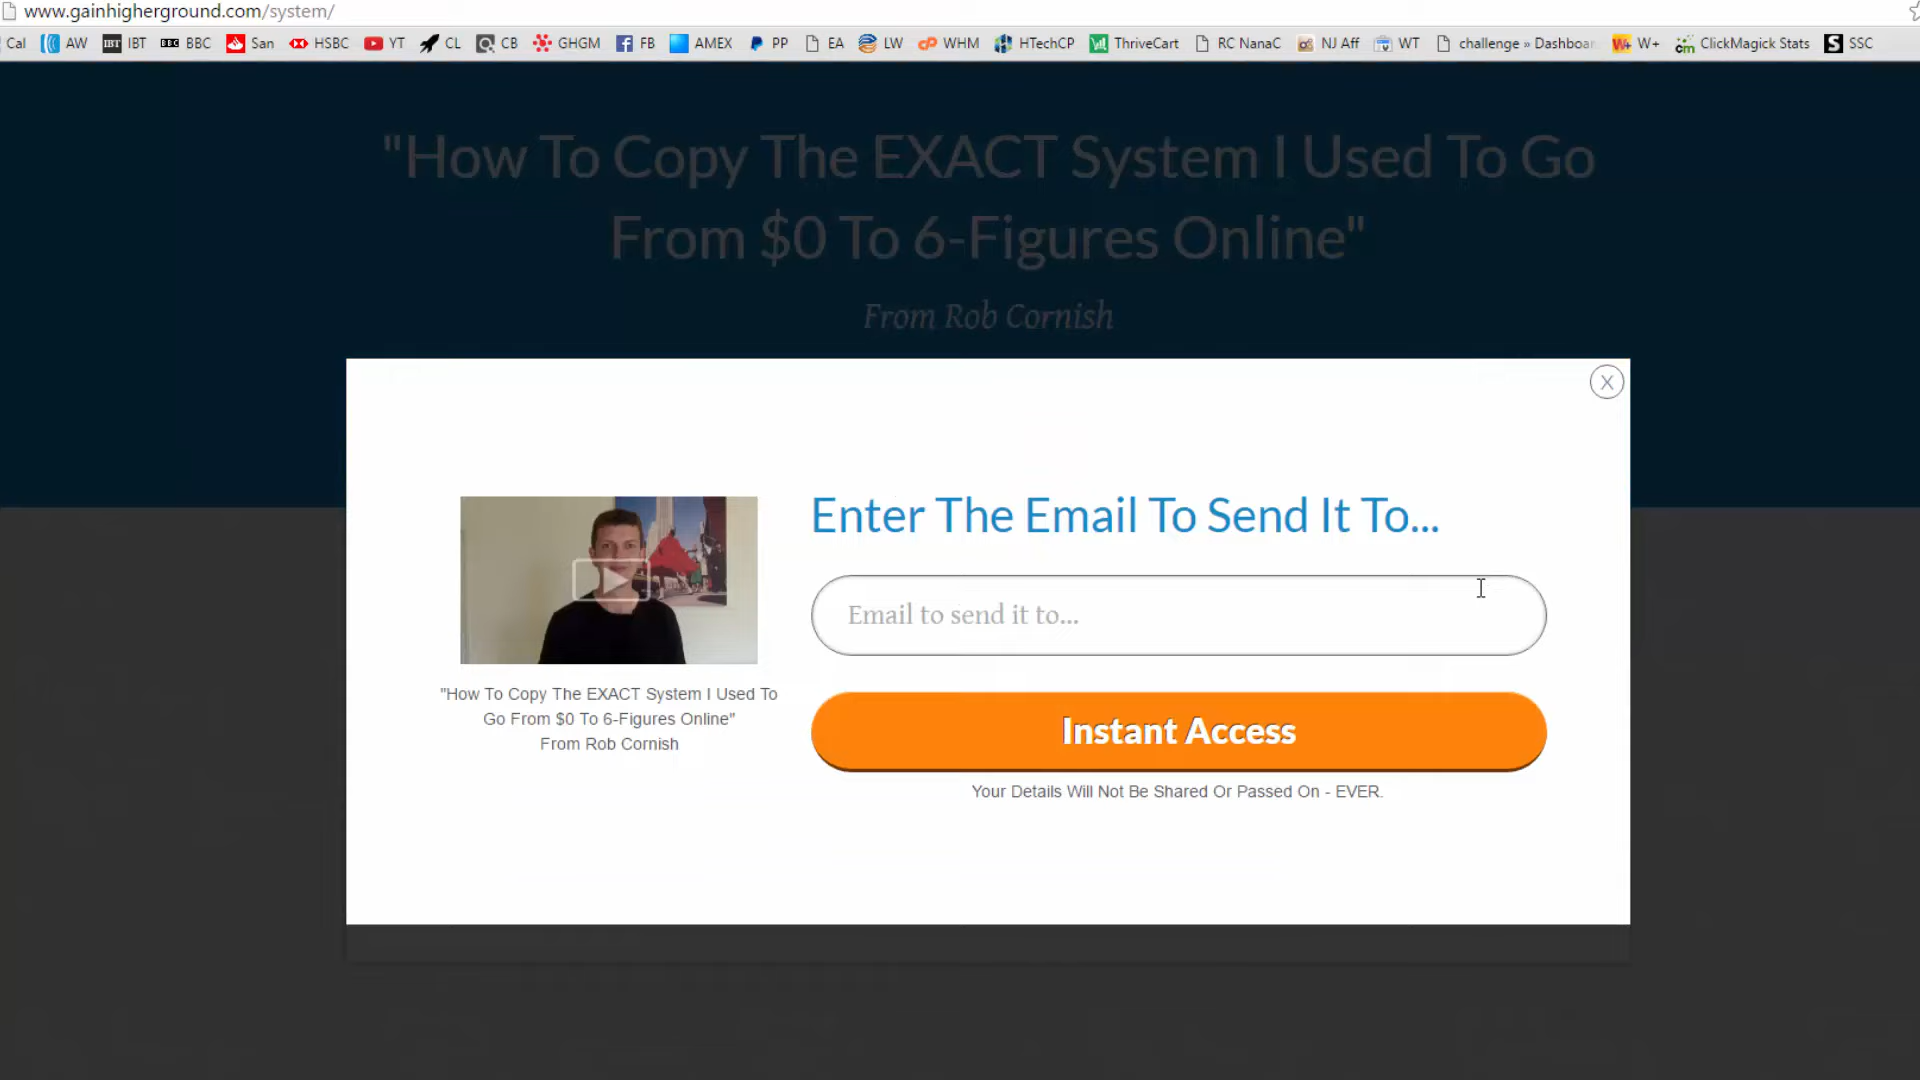 www.gainhigherground.com/system/
Cal AW IBT IBT BBC BBC San HSBC YT CL CB GHGM FB AMEX PP EA LW cP WHM HTechCP ThriveCart RC NanaC NJ Aff WT challenge » Dashboar W+ W+ cm ClickMagick Stats S SSC
"How To Copy The EXACT System I Used To Go
From $0 To 6-Figures Online"
From Rob Cornish
X
Enter The Email To Send It To...
Email to send it to...
"How To Copy The EXACT System I Used To
Go From $0 To 6-Figures Online"
From Rob Cornish
Instant Access
Your Details Will Not Be Shared Or Passed On - EVER.